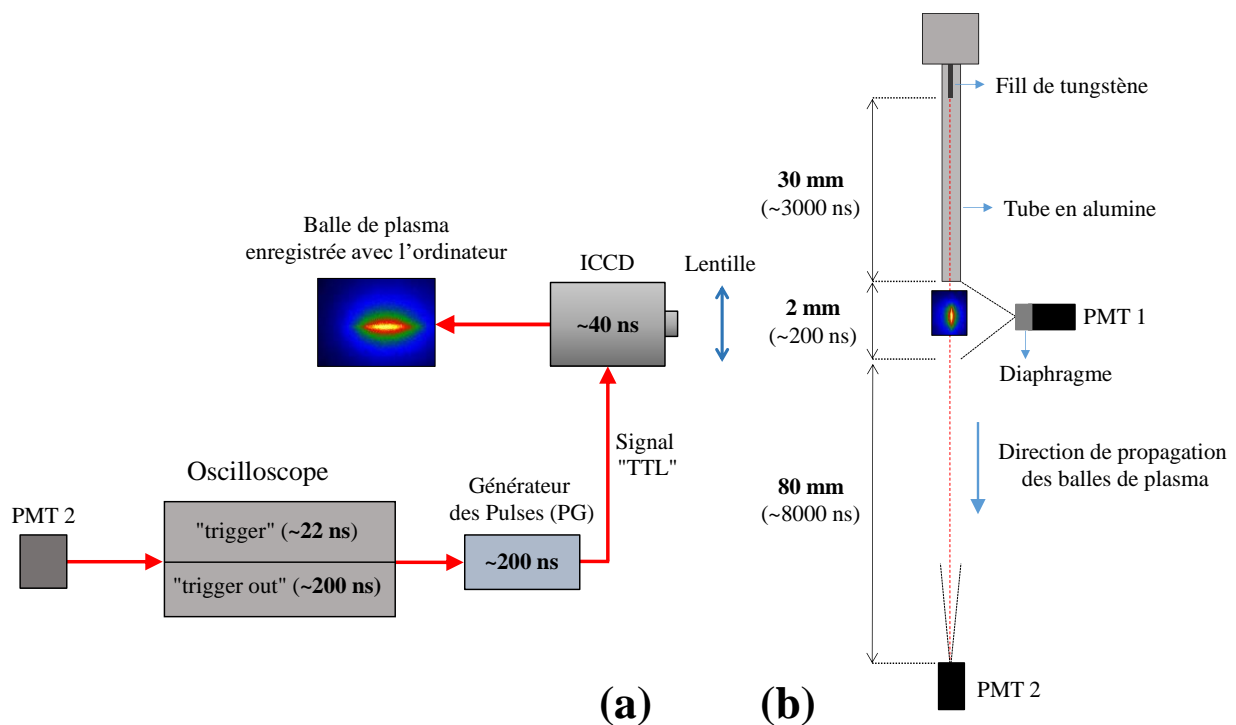 Balle de plasma
enregistrée avec l'ordinateur
ICCD
~40 ns
Lentille
Signal
"TTL"
Oscilloscope
PMT 2
"trigger" (~22 ns)
"trigger out" (~200 ns)
Générateur
des Pulses (PG)
~200 ns
(a)
Fill de tungstène
30 mm
(~3000 ns)
Tube en alumine
2 mm
(~200 ns)
PMT 1
Diaphragme
80 mm
(~8000 ns)
Direction de propagation
des balles de plasma
PMT 2
(b)